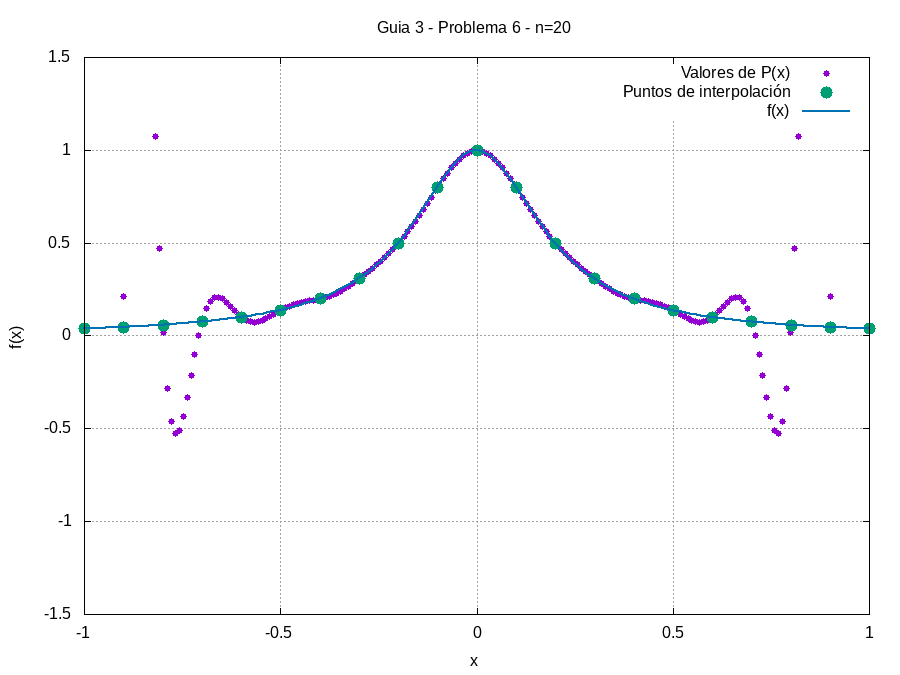 Guia 3 - Problema 6 - n=20
Valores de P(x)
Puntos de interpolación
f(x)
f(x)
1.5
1
0.5
0
-0.5
-1
-1.5
-1
-0.5
0
0.5
1
x